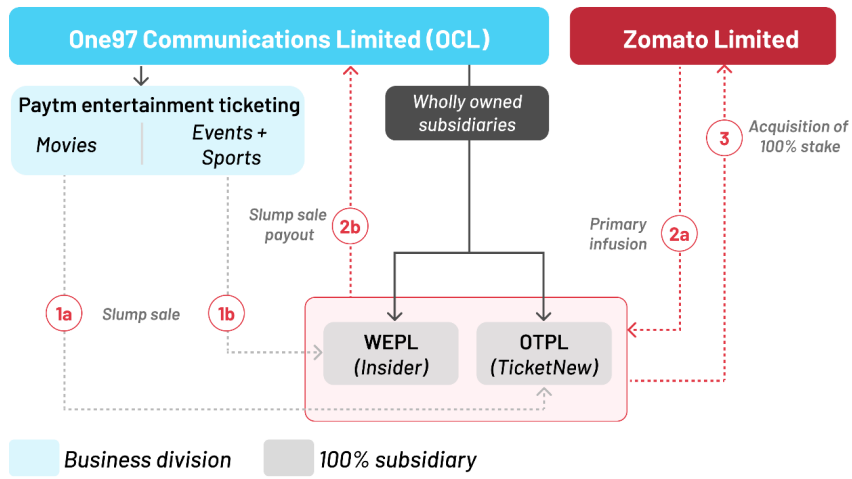 One97 Communications Limited (OCL)
Zomato Limited
Paytm entertainment ticketing
Movies
Events +
Sports
Wholly owned
subsidiaries
3
Acquisition of
100% stake
Slump sale
payout
2b
Primary
infusion
2a
1a
Slump sale
1b
WEPL
(Insider)
OTPL
(TicketNew)
Business division
100% subsidiary